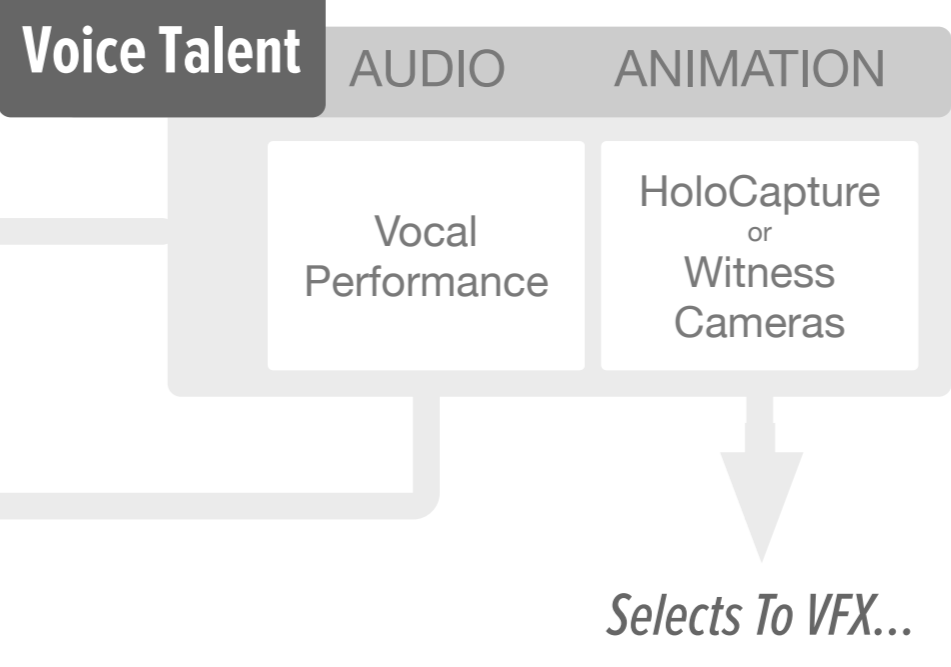 Voice Talent
AUDIO
ANIMATION
Vocal
Performance
HoloCapture
or
Witness
Cameras
Selects To VFX...